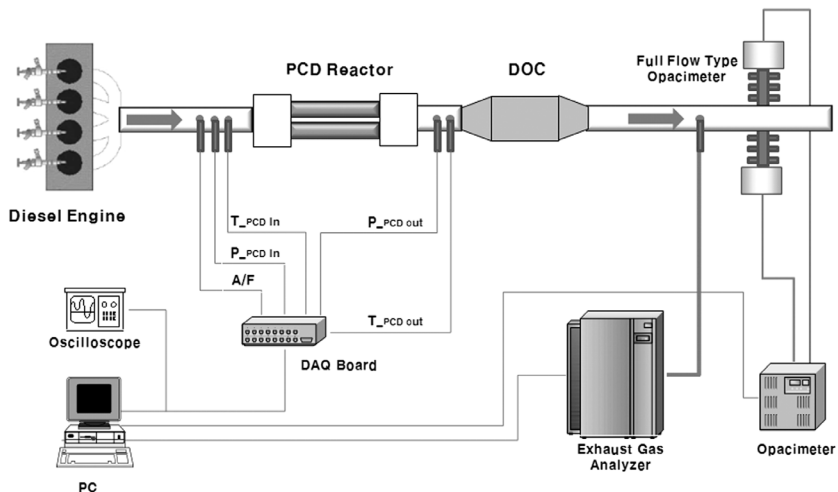 PCD Reactor
DOC
Full Flow Type
Opacimeter
Diesel Engine
T_PCD In
P_PCD In
A/F
P_PCD out
T_PCD out
Oscilloscope
DAQ Board
PC
Exhaust Gas
Analyzer
Opacimeter